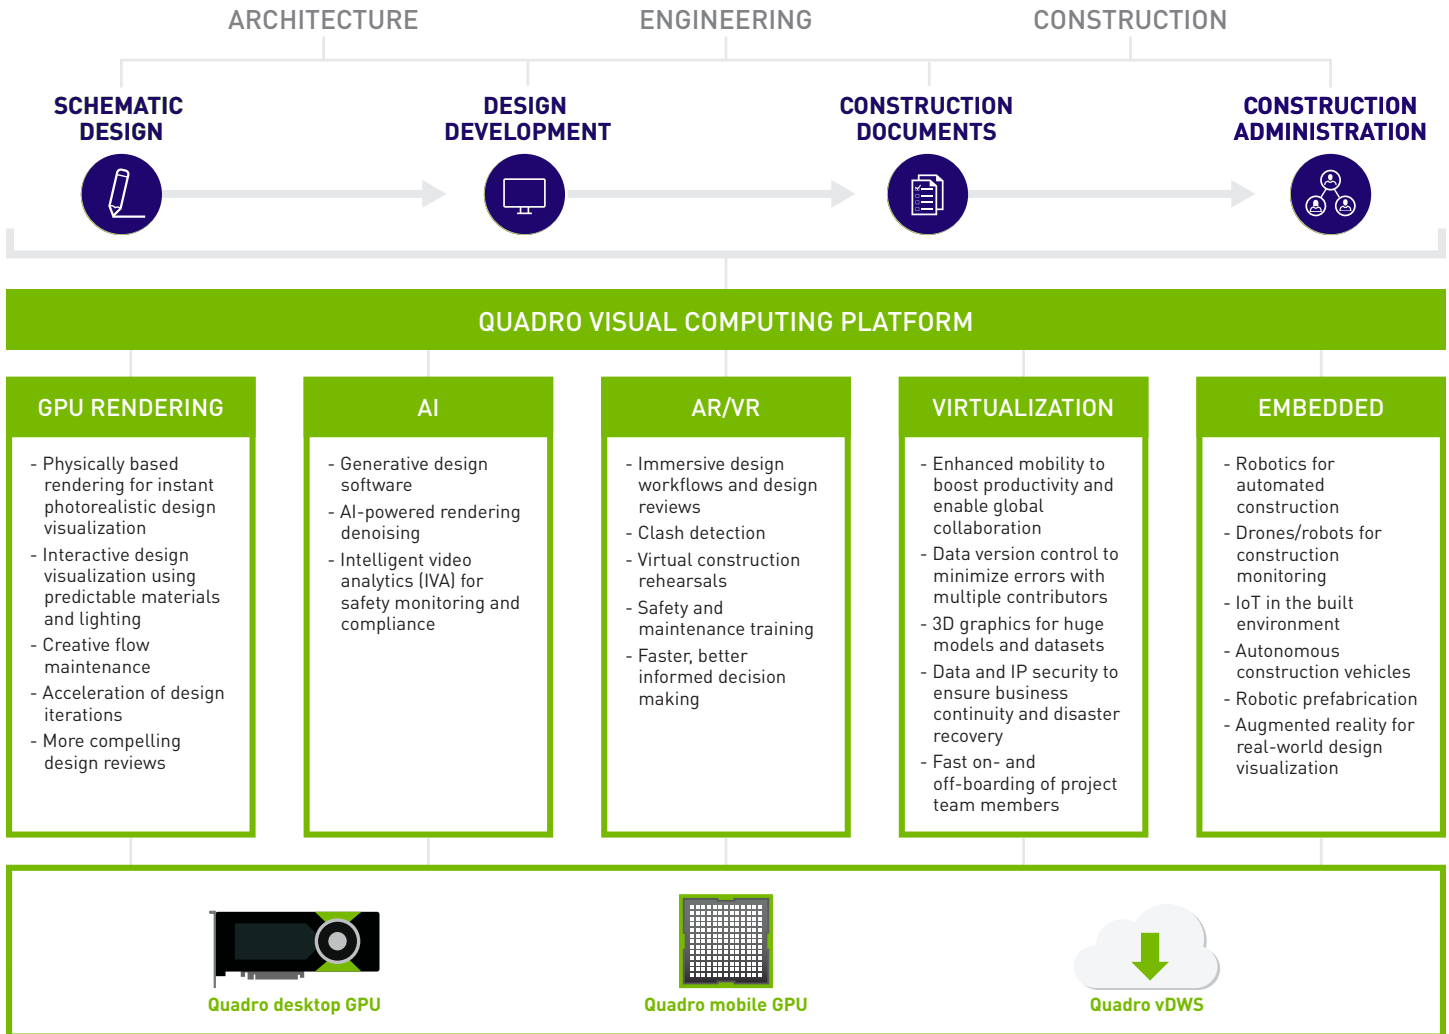 ARCHITECTURE
ENGINEERING
CONSTRUCTION
SCHEMATIC
DESIGN
DESIGN
DEVELOPMENT
CONSTRUCTION
DOCUMENTS
CONSTRUCTION
ADMINISTRATION
QUADRO VISUAL COMPUTING PLATFORM
GPU RENDERING
- Physically based
rendering for instant
photorealistic design
visualization
- Interactive design
visualization using
predictable materials
and lighting
- Creative flow
maintenance
- Acceleration of design
iterations
- More compelling
design reviews
AI
- Generative design
software
- AI-powered rendering
denoising
- Intelligent video
analytics (IVA) for
safety monitoring and
compliance
AR/VR
- Immersive design
workflows and design
reviews
- Clash detection
- Virtual construction
rehearsals
- Safety and
maintenance training
- Faster, better
informed decision
making
VIRTUALIZATION
- Enhanced mobility to
boost productivity and
enable global
collaboration
- Data version control to
minimize errors with
multiple contributors
- 3D graphics for huge
models and datasets
- Data and IP security to
ensure business
continuity and disaster
recovery
- Fast on- and
off-boarding of project
team members
EMBEDDED
- Robotics for
automated
construction
- Drones/robots for
construction
monitoring
- IoT in the built
environment
- Autonomous
construction vehicles
- Robotic prefabrication
- Augmented reality for
real-world design
visualization
Quadro desktop GPU
Quadro mobile GPU
Quadro vDWS